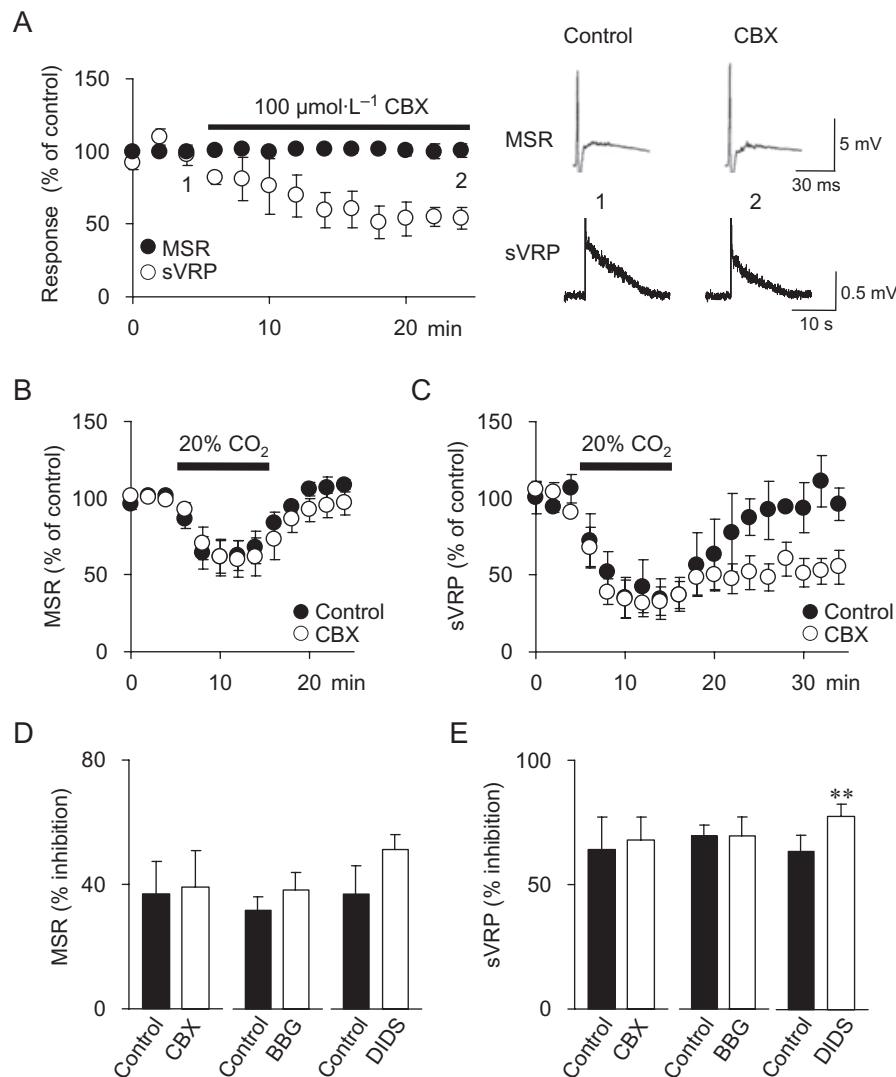 A
Control
CBX
150
100 μmol·L⁻¹ CBX
100
1
2
50
0
Response (% of control)
MSR
sVRP
0
10
20
min
MSR
5 mV
30 ms
1
2
sVRP
0.5 mV
10 s
B
150
20% CO₂
100
50
0
MSR (% of control)
Control
CBX
0
10
20
min
C
150
20% CO₂
100
50
0
sVRP (% of control)
Control
CBX
0
10
20
30
min
D
80
40
0
MSR (% inhibition)
Control
CBX
Control
BBG
Control
DIDS
E
100
50
0
sVRP (% inhibition)
**
Control
CBX
Control
BBG
Control
DIDS